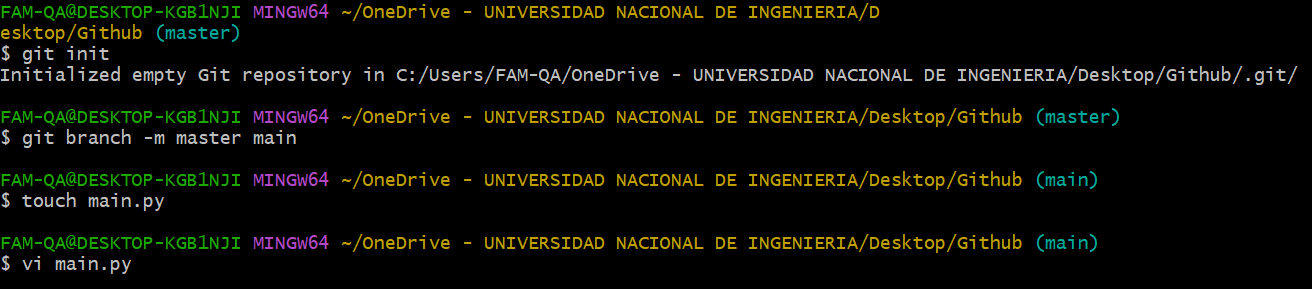 FAM-QA@DESKTOP-KGB1NJI MINGW64 ~/OneDrive - UNIVERSIDAD NACIONAL DE INGENIERIA/D
esktop/Github (master)
$ git init
Initialized empty Git repository in C:/Users/FAM-QA/OneDrive - UNIVERSIDAD NACIONAL DE INGENIERIA/Desktop/Github/.git/
FAM-QA@DESKTOP-KGB1NJI MINGW64 ~/OneDrive - UNIVERSIDAD NACIONAL DE INGENIERIA/Desktop/Github (master)
$ git branch -m master main
FAM-QA@DESKTOP-KGB1NJI MINGW64 ~/OneDrive - UNIVERSIDAD NACIONAL DE INGENIERIA/Desktop/Github (main)
$ touch main.py
FAM-QA@DESKTOP-KGB1NJI MINGW64 ~/OneDrive - UNIVERSIDAD NACIONAL DE INGENIERIA/Desktop/Github (main)
$ vi main.py